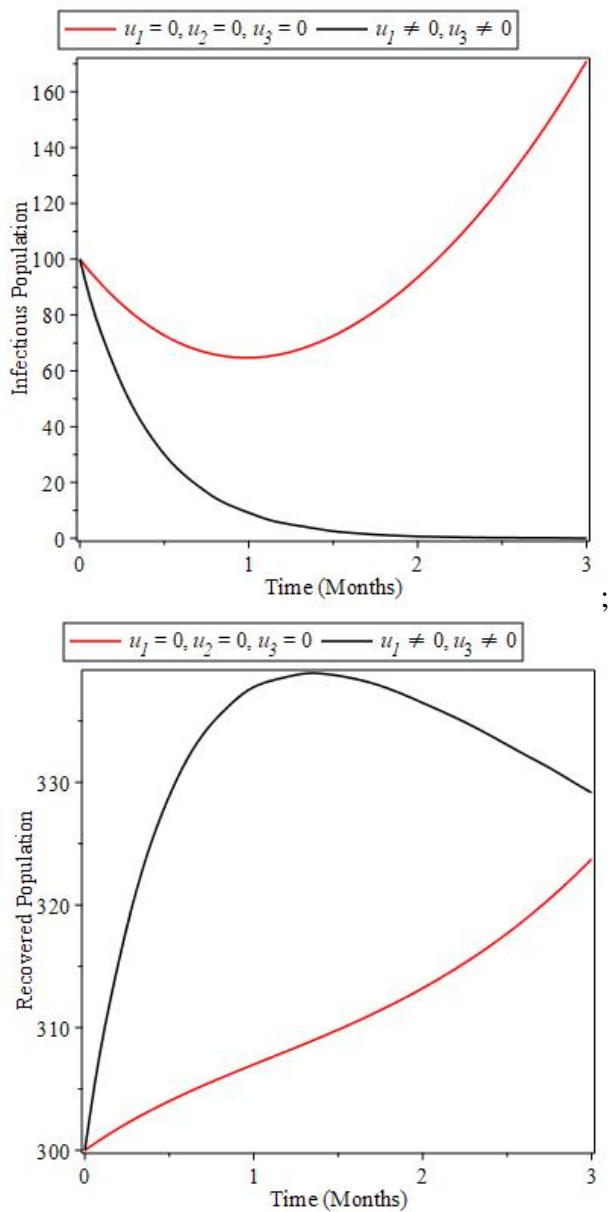 u₁ = 0, u₂ = 0, u₃ = 0 u₁ ≠ 0, u₃ ≠ 0
160
140
120
100
80
60
40
20
0
Infectious Population
0 1 2 3
Time (Months)
;
u₁ = 0, u₂ = 0, u₃ = 0 u₁ ≠ 0, u₃ ≠ 0
330
320
310
300
Recovered Population
0 1 2 3
Time (Months)